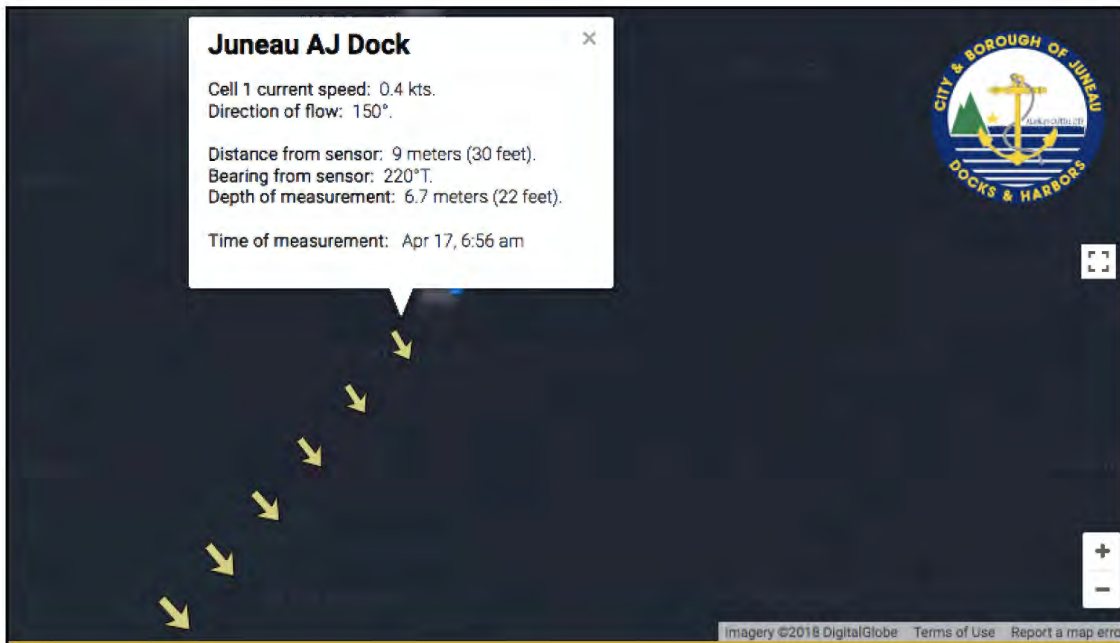 Juneau AJ Dock
×
Cell 1 current speed: 0.4 kts.
Direction of flow: 150°.
Distance from sensor: 9 meters (30 feet).
Bearing from sensor: 220°T.
Depth of measurement: 6.7 meters (22 feet).
Time of measurement: Apr 17, 6:56 am
CITY & BOROUGH OF JUNEAU
DOCKS & HARBORS
+
−
Imagery ©2018 DigitalGlobe Terms of Use Report a map erro